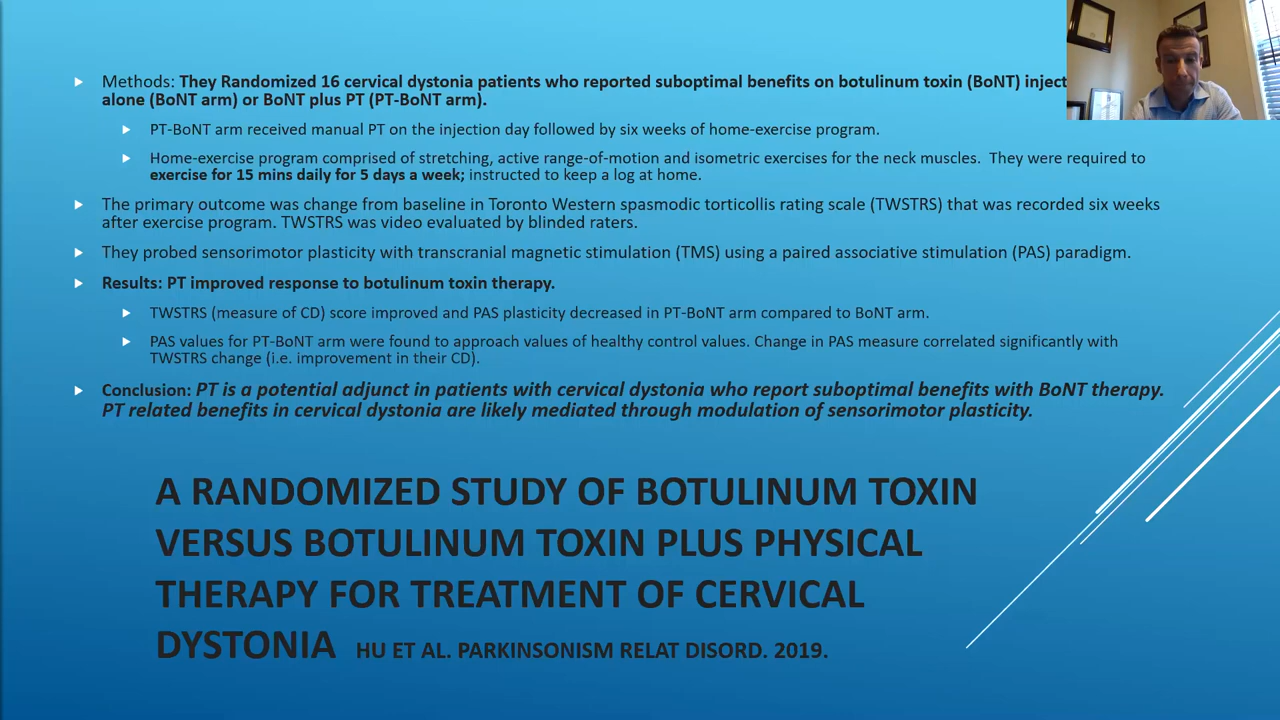 Methods: They Randomized 16 cervical dystonia patients who reported suboptimal benefits on botulinum toxin (BoNT)
alone (BoNT arm) or BoNT plus PT (PT-BoNT arm).
PT-BoNT arm received manual PT on the injection day followed by six weeks of home-exercise program.
Home-exercise program comprised of stretching, active range-of-motion and isometric exercises for the neck muscles. They were required to
exercise for 15 mins daily for 5 days a week; instructed to keep a log at home.
The primary outcome was change from baseline in Toronto Western spasmodic torticollis rating scale (TWSTRS) that was recorded six weeks
after exercise program. TWSTRS was video evaluated by blinded raters.
They probed sensorimotor plasticity with transcranial magnetic stimulation (TMS) using a paired associative stimulation (PAS) paradigm.
Results: PT improved response to botulinum toxin therapy.
TWSTRS (measure of CD) score improved and PAS plasticity decreased in PT-BoNT arm compared to BoNT arm.
PAS values for PT-BoNT arm were found to approach values of healthy control values. Change in PAS measure correlated significantly with
TWSTRS change (i.e. improvement in their CD).
Conclusion: PT is a potential adjunct in patients with cervical dystonia who report suboptimal benefits with BoNT therapy.
PT related benefits in cervical dystonia are likely mediated through modulation of sensorimotor plasticity.
A RANDOMIZED STUDY OF BOTULINUM TOXIN
VERSUS BOTULINUM TOXIN PLUS PHYSICAL
THERAPY FOR TREATMENT OF CERVICAL
DYSTONIA HU ET AL. PARKINSONISM RELAT DISORD. 2019.